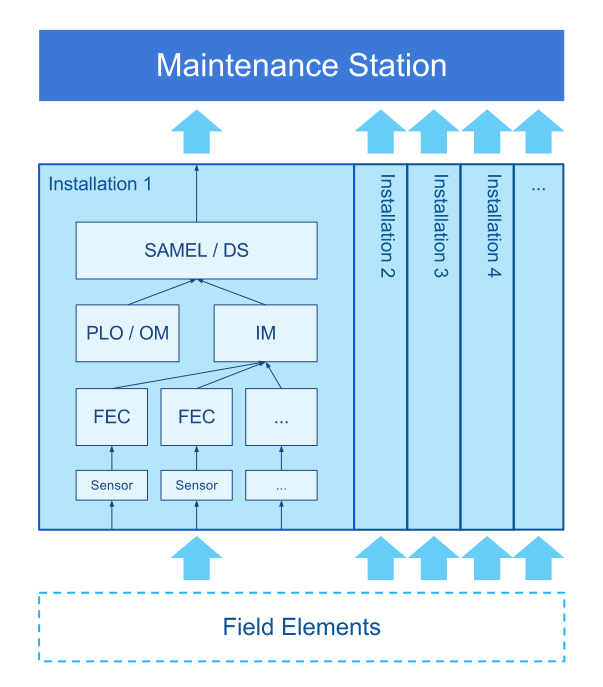 Maintenance Station
Installation 1
SAMEL / DS
PLO / OM
IM
FEC
FEC
...
Sensor
Sensor
...
Installation 2
Installation 3
Installation 4
...
Field Elements